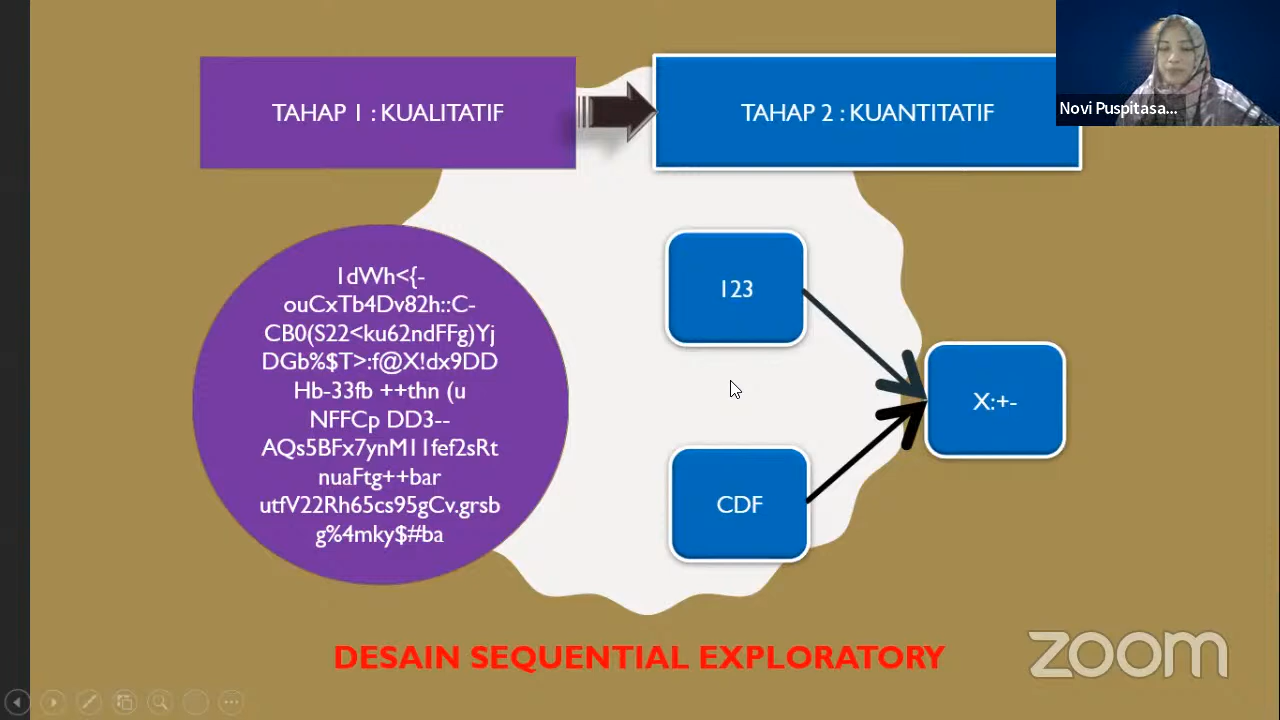 TAHAP 1 : KUALITATIF
TAHAP 2 : KUANTITATIF
Novi Puspitasa...
1dWh<{-
ouCxTb4Dv82h::C-
CB0(S22<ku62ndFFg)Yj
DGb%$T>:f@X!dx9DD
Hb-33fb ++thn (u
NFFCp DD3--
AQs5BFx7ynM11fef2sRt
nuaFtg++bar
utfV22Rh65cs95gCv.grsb
g%4mky$#ba
123
CDF
X:+-
DESAIN SEQUENTIAL EXPLORATORY
zoom